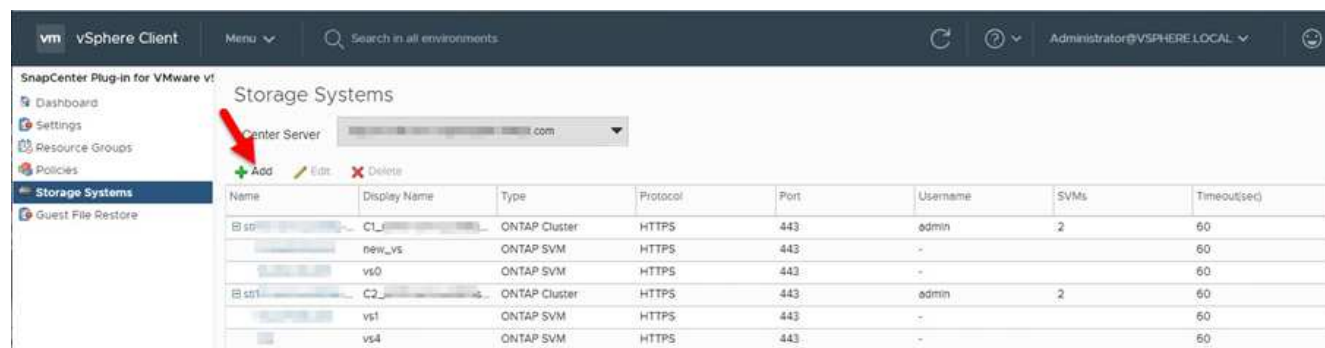 vm vSphere Client Menu Search in all environments Administrator@VSPHERE.LOCAL
SnapCenter Plug-in for VMware vS
Dashboard
Settings
Resource Groups
Policies
Storage Systems
Guest File Restore
Storage Systems
Center Server .com
Add Edit Delete
Name Display Name Type Protocol Port Username SVMs Timeout(sec)
C1_ ONTAP Cluster HTTPS 443 admin 2 60
new_vs ONTAP SVM HTTPS 443 - 60
vs0 ONTAP SVM HTTPS 443 - 60
C2_ ONTAP Cluster HTTPS 443 admin 2 60
vs1 ONTAP SVM HTTPS 443 - 60
vs4 ONTAP SVM HTTPS 443 - 60